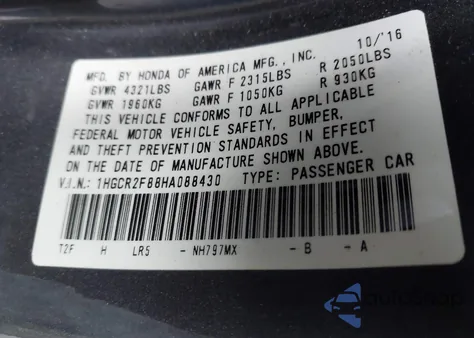 MFD. BY HONDA OF AMERICA MFG., INC. 10/'16
GVWR 4321LBS GAWR F 2315LBS R 2050LBS
GVWR 1960KG GAWR F 1050KG R 930KG
THIS VEHICLE CONFORMS TO ALL APPLICABLE
FEDERAL MOTOR VEHICLE SAFETY, BUMPER,
AND THEFT PREVENTION STANDARDS IN EFFECT
ON THE DATE OF MANUFACTURE SHOWN ABOVE.
V.I.N.: 1HGCR2F88HA088430 TYPE: PASSENGER CAR
T2F H LR5 - NH797MX - B - A